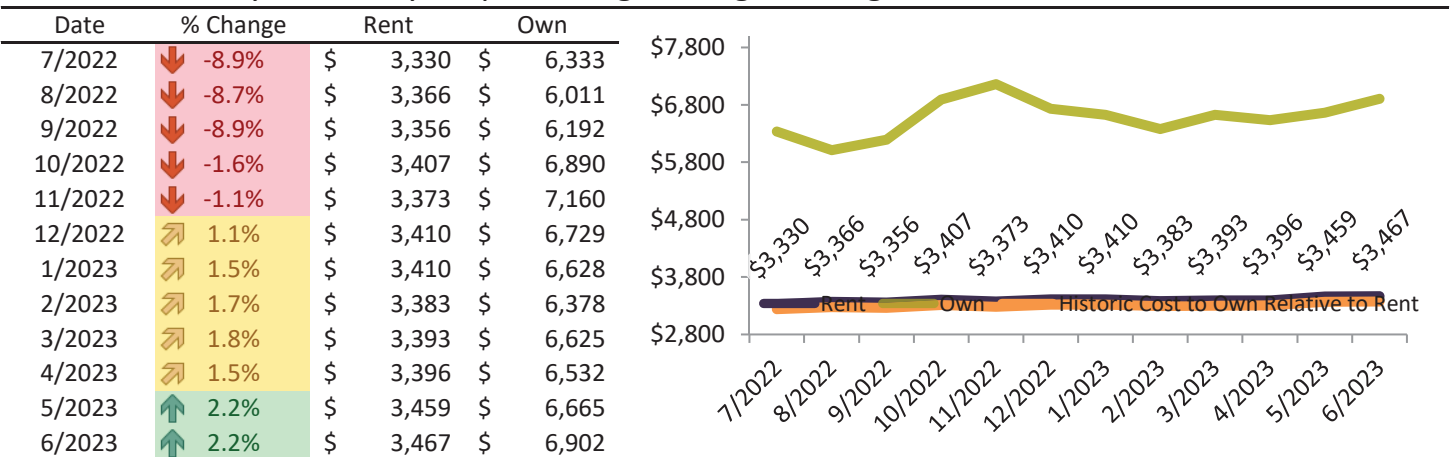 Date % Change Rent Own
7/2022 -8.9% $ 3,330 $ 6,333
8/2022 -8.7% $ 3,366 $ 6,011
9/2022 -8.9% $ 3,356 $ 6,192
10/2022 -1.6% $ 3,407 $ 6,890
11/2022 -1.1% $ 3,373 $ 7,160
12/2022 1.1% $ 3,410 $ 6,729
1/2023 1.5% $ 3,410 $ 6,628
2/2023 1.7% $ 3,383 $ 6,378
3/2023 1.8% $ 3,393 $ 6,625
4/2023 1.5% $ 3,396 $ 6,532
5/2023 2.2% $ 3,459 $ 6,665
6/2023 2.2% $ 3,467 $ 6,902
$7,800
$6,800
$5,800
$4,800
$3,800
$2,800
$3,330 $3,366 $3,356 $3,407 $3,373 $3,410 $3,410 $3,383 $3,393 $3,396 $3,459 $3,467
Rent Own Historic Cost to Own Relative to Rent
7/2022 8/2022 9/2022 10/2022 11/2022 12/2022 1/2023 2/2023 3/2023 4/2023 5/2023 6/2023